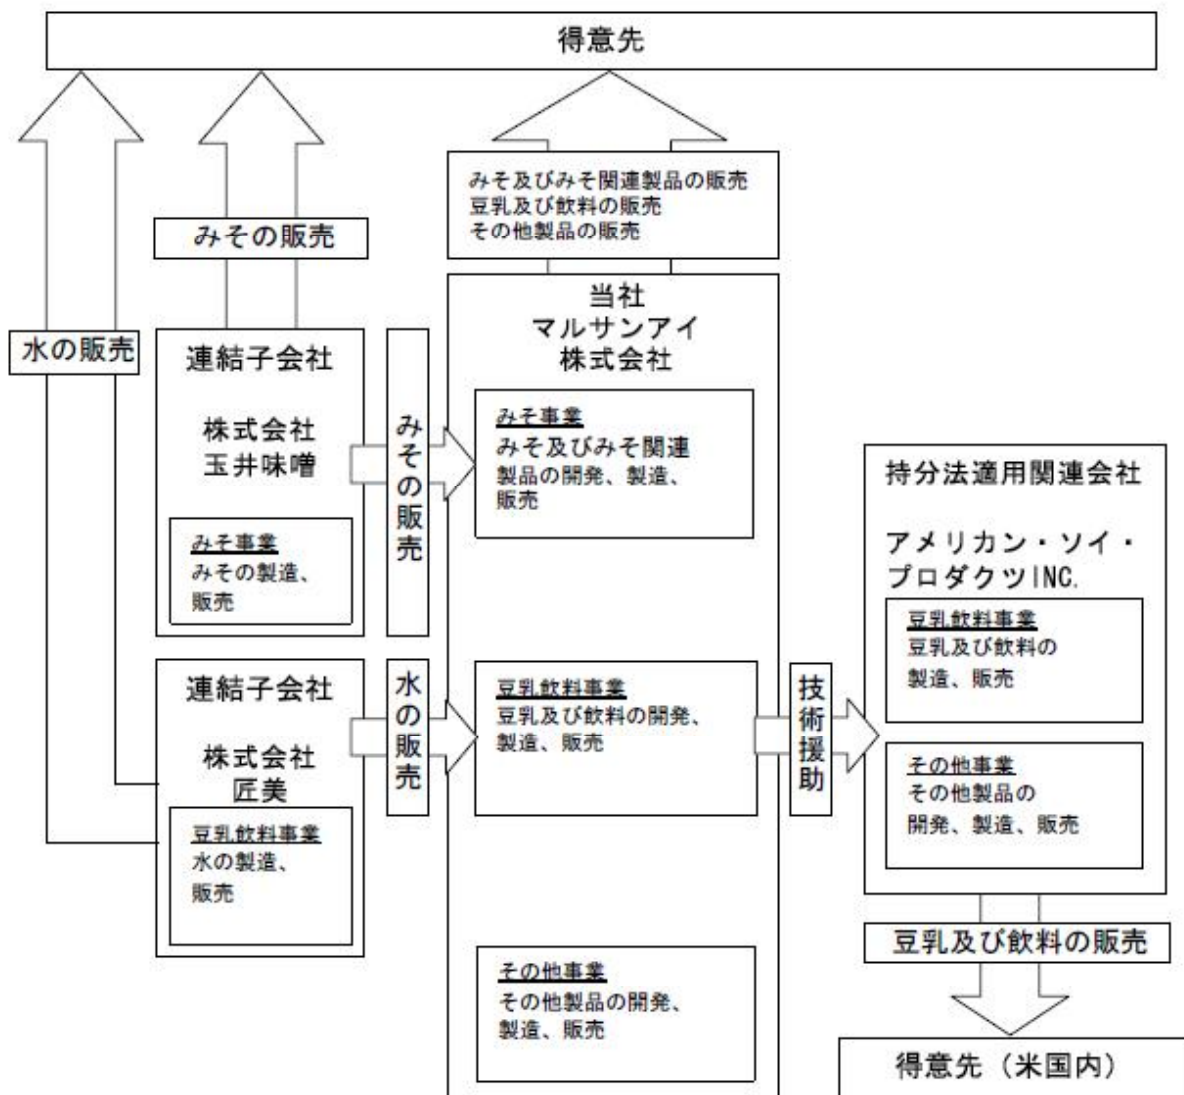 得意先
みそ及びみそ関連製品の販売
豆乳及び飲料の販売
その他製品の販売
みその販売
水の販売
連結子会社
株式会社
玉井味噌
みそ事業
みその製造、
販売
みその販売
当社
マルサンアイ
株式会社
みそ事業
みそ及びみそ関連
製品の開発、製造、
販売
連結子会社
株式会社
匠美
豆乳飲料事業
水の製造、
販売
水の販売
豆乳飲料事業
豆乳及び飲料の開発、
製造、販売
その他事業
その他製品の開発、
製造、販売
技術援助
持分法適用関連会社
アメリカン・ソイ・
プロダクツINC.
豆乳飲料事業
豆乳及び飲料の
製造、販売
その他事業
その他製品の
開発、製造、販売
豆乳及び飲料の販売
得意先（米国内）